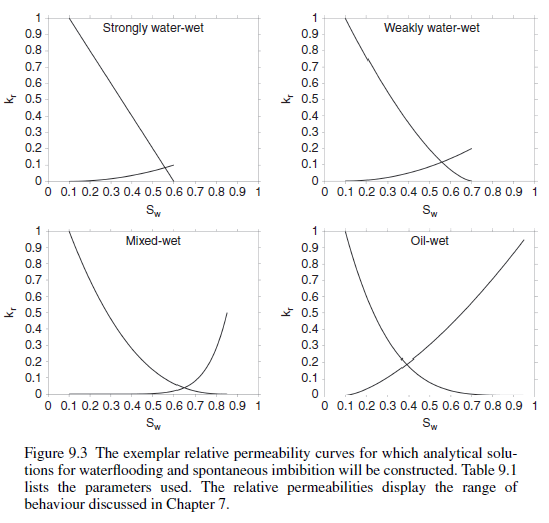 Strongly water-wet
1
0.9
0.8
0.7
0.6
0.5
0.4
0.3
0.2
0.1
0
kr
0 0.1 0.2 0.3 0.4 0.5 0.6 0.7 0.8 0.9 1
Sw
Weakly water-wet
1
0.9
0.8
0.7
0.6
0.5
0.4
0.3
0.2
0.1
0
kr
0 0.1 0.2 0.3 0.4 0.5 0.6 0.7 0.8 0.9 1
Sw
Mixed-wet
1
0.9
0.8
0.7
0.6
0.5
0.4
0.3
0.2
0.1
0
kr
0 0.1 0.2 0.3 0.4 0.5 0.6 0.7 0.8 0.9 1
Sw
Oil-wet
1
0.9
0.8
0.7
0.6
0.5
0.4
0.3
0.2
0.1
0
kr
0 0.1 0.2 0.3 0.4 0.5 0.6 0.7 0.8 0.9 1
Sw
Figure 9.3 The exemplar relative permeability curves for which analytical solu-
tions for waterflooding and spontaneous imbibition will be constructed. Table 9.1
lists the parameters used. The relative permeabilities display the range of
behaviour discussed in Chapter 7.